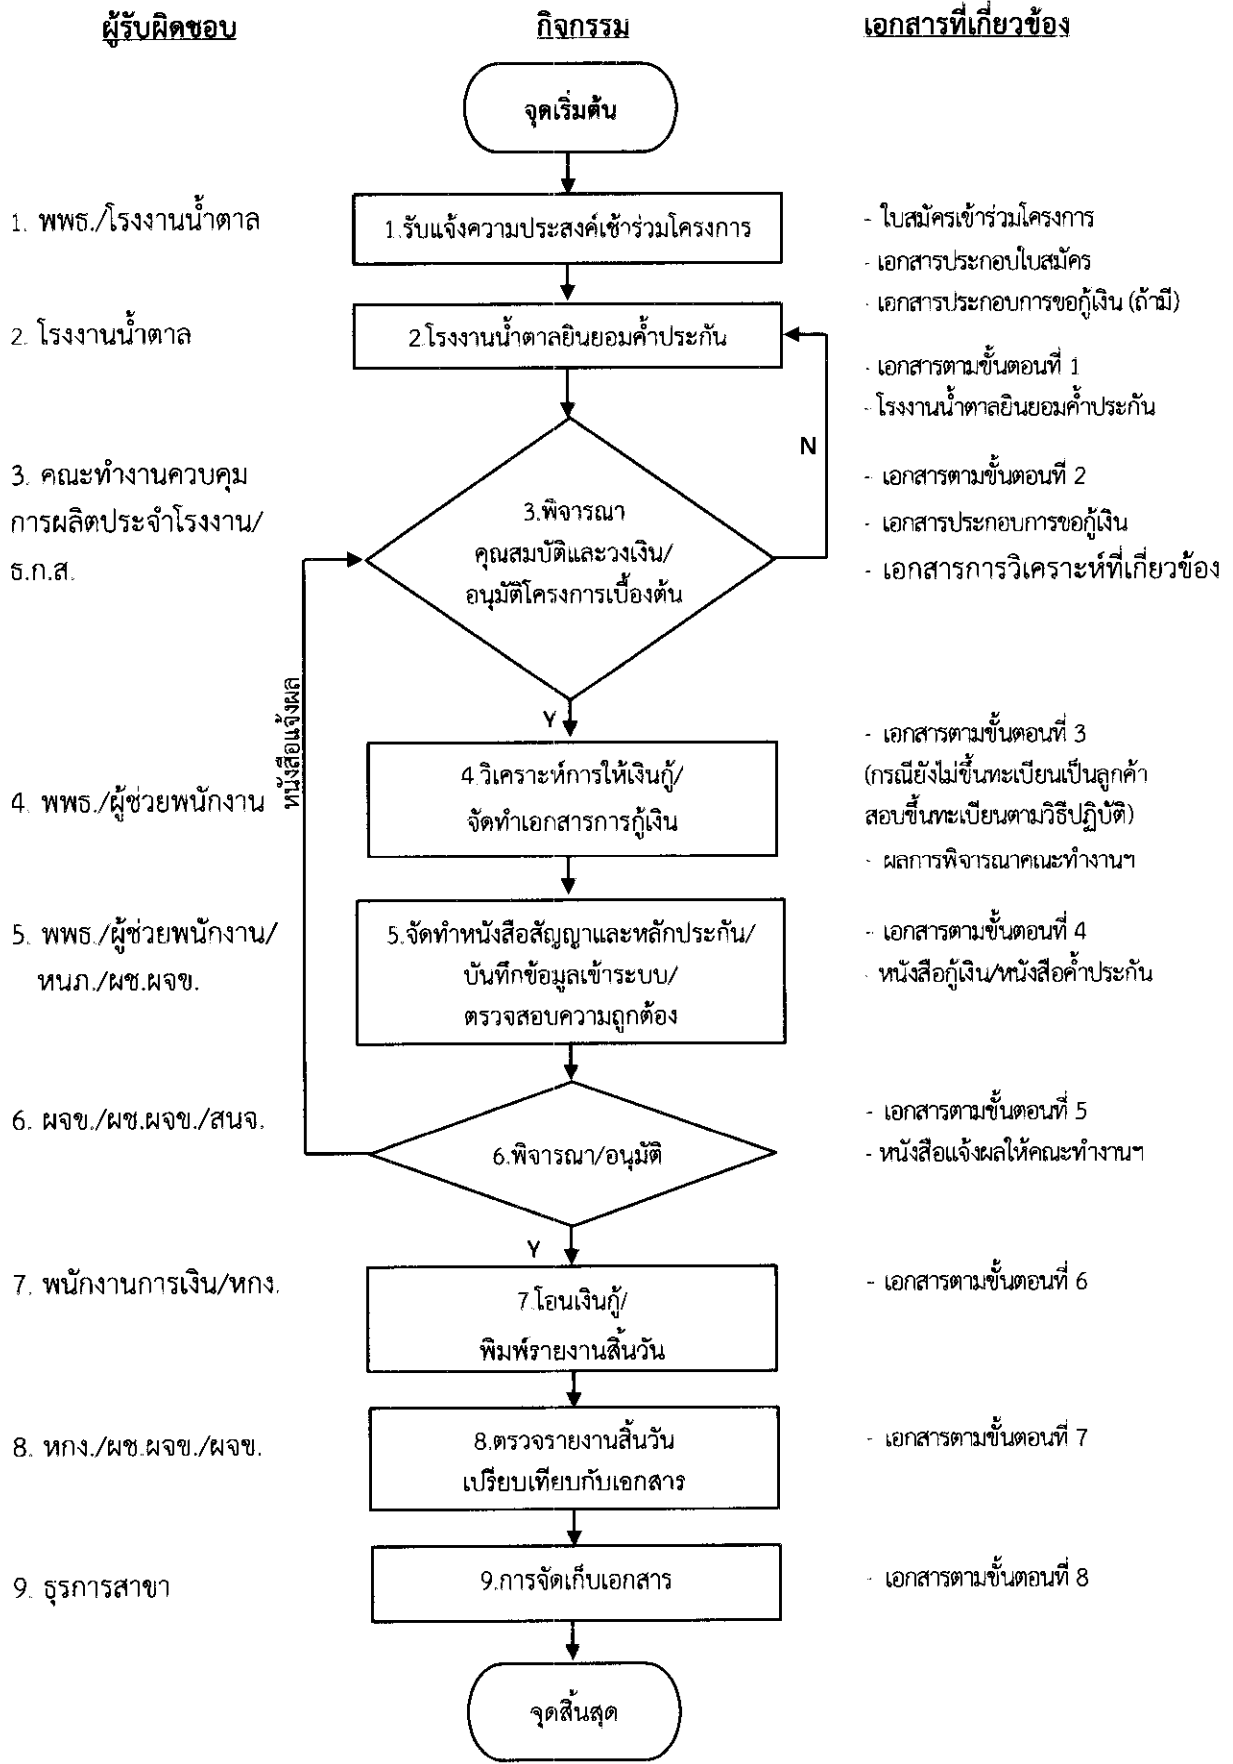 ผู้รับผิดชอบ
กิจกรรม
เอกสารที่เกี่ยวข้อง
จุดเริ่มต้น
1. พพธ./โรงงานน้ำตาล
1.รับแจ้งความประสงค์เข้าร่วมโครงการ
- ใบสมัครเข้าร่วมโครงการ
- เอกสารประกอบใบสมัคร
- เอกสารประกอบการขอกู้เงิน (ถ้ามี)
2. โรงงานน้ำตาล
2.โรงงานน้ำตาลยินยอมค้ำประกัน
- เอกสารตามขั้นตอนที่ 1
- โรงงานน้ำตาลยินยอมค้ำประกัน
N
3. คณะทำงานควบคุม
การผลิตประจำโรงงาน/
ธ.ก.ส.
3.พิจารณา
คุณสมบัติและวงเงิน/
อนุมัติโครงการเบื้องต้น
- เอกสารตามขั้นตอนที่ 2
- เอกสารประกอบการขอกู้เงิน
- เอกสารการวิเคราะห์ที่เกี่ยวข้อง
หนังสือแจ้งผล
Y
4. พพธ./ผู้ช่วยพนักงาน
4.วิเคราะห์การให้เงินกู้/
จัดทำเอกสารการกู้เงิน
- เอกสารตามขั้นตอนที่ 3
(กรณียังไม่ขึ้นทะเบียนเป็นลูกค้า
สอบขึ้นทะเบียนตามวิธีปฏิบัติ)
- ผลการพิจารณาคณะทำงานฯ
5. พพธ./ผู้ช่วยพนักงาน/
หนภ./ผช.ผจข.
5.จัดทำหนังสือสัญญาและหลักประกัน/
บันทึกข้อมูลเข้าระบบ/
ตรวจสอบความถูกต้อง
- เอกสารตามขั้นตอนที่ 4
- หนังสือกู้เงิน/หนังสือค้ำประกัน
6. ผจข./ผช.ผจข./สนจ.
6.พิจารณา/อนุมัติ
- เอกสารตามขั้นตอนที่ 5
- หนังสือแจ้งผลให้คณะทำงานฯ
Y
7. พนักงานการเงิน/หกง.
7.โอนเงินกู้/
พิมพ์รายงานสิ้นวัน
- เอกสารตามขั้นตอนที่ 6
8. หกง./ผช.ผจข./ผจข.
8.ตรวจรายงานสิ้นวัน
เปรียบเทียบกับเอกสาร
- เอกสารตามขั้นตอนที่ 7
9. ธุรการสาขา
9.การจัดเก็บเอกสาร
- เอกสารตามขั้นตอนที่ 8
จุดสิ้นสุด